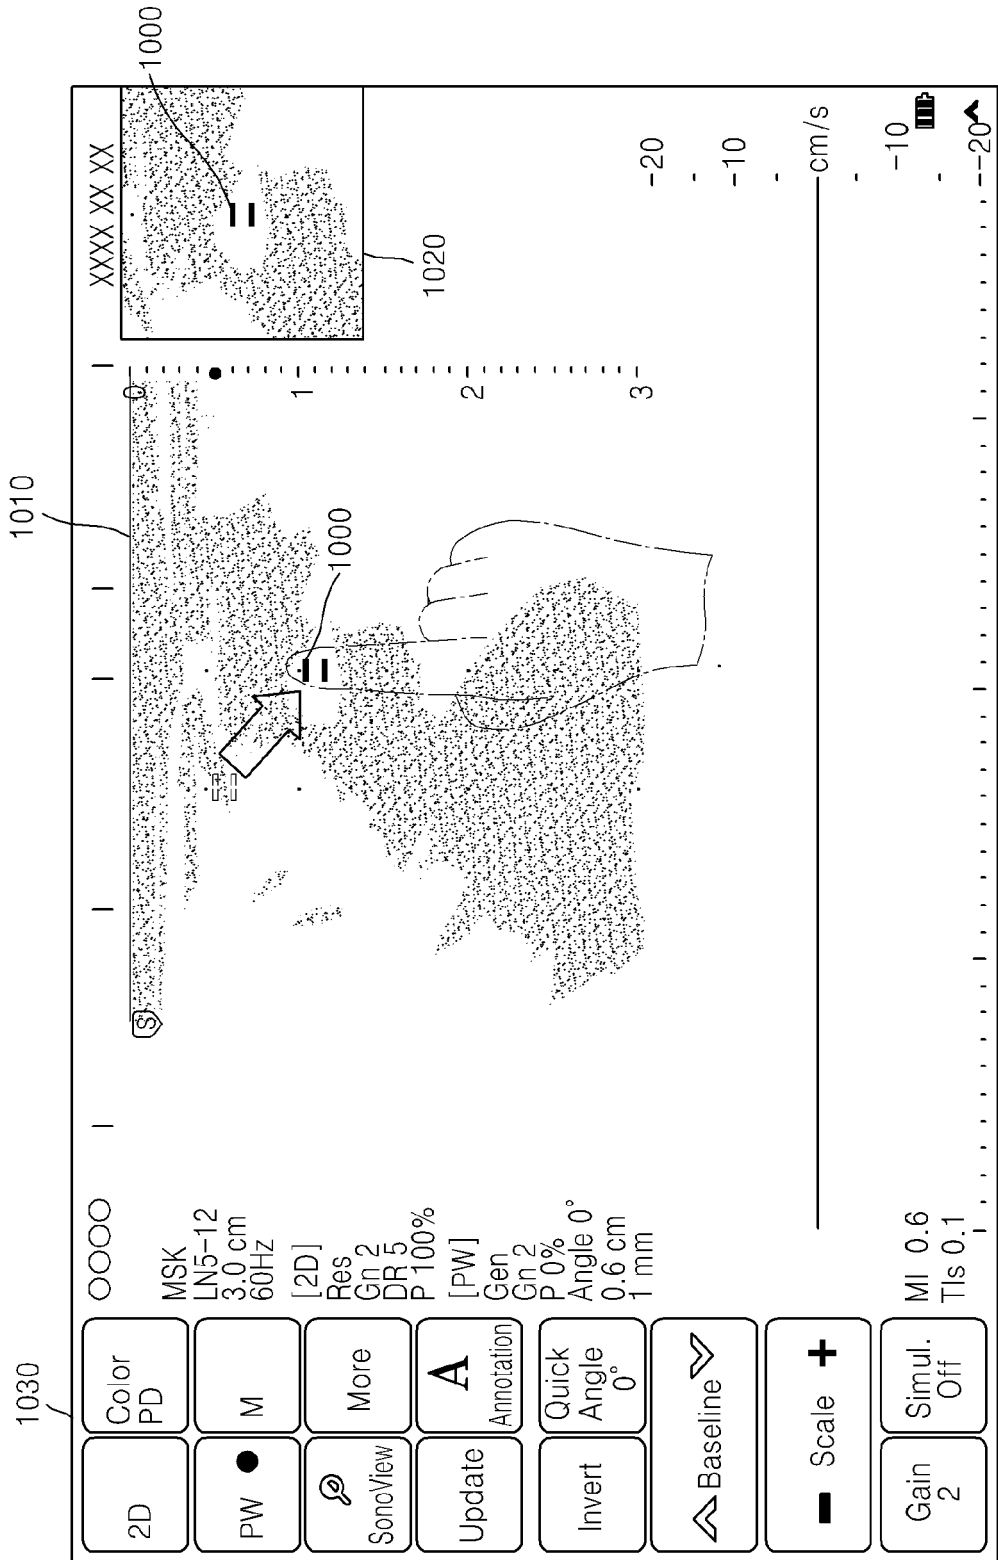 1030
1010
1000
1020
1000
2D
Color
PD
PW
M
SonoView
More
Update
A
Annotation
Invert
Quick
Angle
0°
Baseline
Scale
Gain
2
Simul.
Off
OOOO
MSK
LN5-12
3.0 cm
60Hz
[2D]
Res
Gn 2
DR 5
P 100%
[PW]
Gen
Gn 2
P 0%
Angle 0°
0.6 cm
1 mm
MI 0.6
TIs 0.1
S
XXXX XX XX
0
1
2
3
-20
-10
cm/s
-10
-20